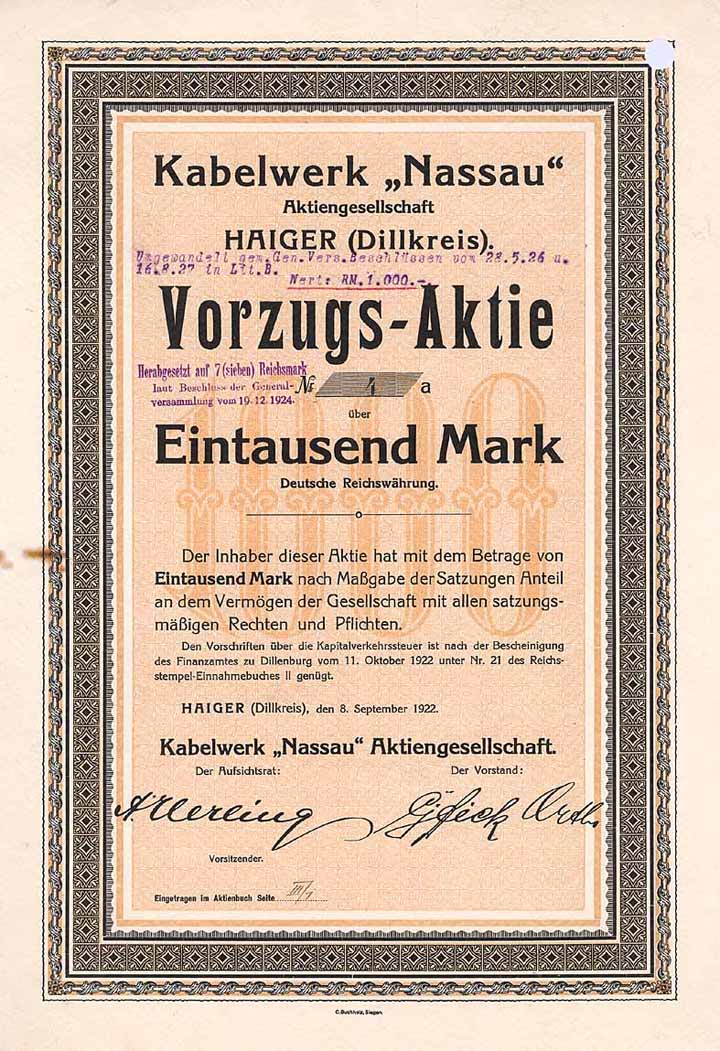 Kabelwerk „Nassau“
Aktiengesellschaft
HAIGER (Dillkreis).
Umgewandelt gem. Gen. Vers. Beschlüssen vom 28.5.26 u.
16.8.27 in Lit.B.
Wert: RM. 1.000.-
Vorzugs-Aktie
Herabgesetzt auf 7 (sieben) Reichsmark
laut Beschluss der General-
versammlung vom 19.12.1924.
No. 4 a
über
Eintausend Mark
Deutsche Reichswährung.
1000
Der Inhaber dieser Aktie hat mit dem Betrage von
Eintausend Mark nach Maßgabe der Satzungen Anteil
an dem Vermögen der Gesellschaft mit allen satzungs-
mäßigen Rechten und Pflichten.
Den Vorschriften über die Kapitalverkehrssteuer ist nach der Bescheinigung
des Finanzamtes zu Dillenburg vom 11. Oktober 1922 unter Nr. 21 des Reichs-
stempel-Einnahmebuches II genügt.
HAIGER (Dillkreis), den 8. September 1922.
Kabelwerk „Nassau“ Aktiengesellschaft.
Der Aufsichtsrat: Der Vorstand:
Vorsitzender.
Eingetragen im Aktienbuch Seite III/1
C. Buchholz, Siegen.